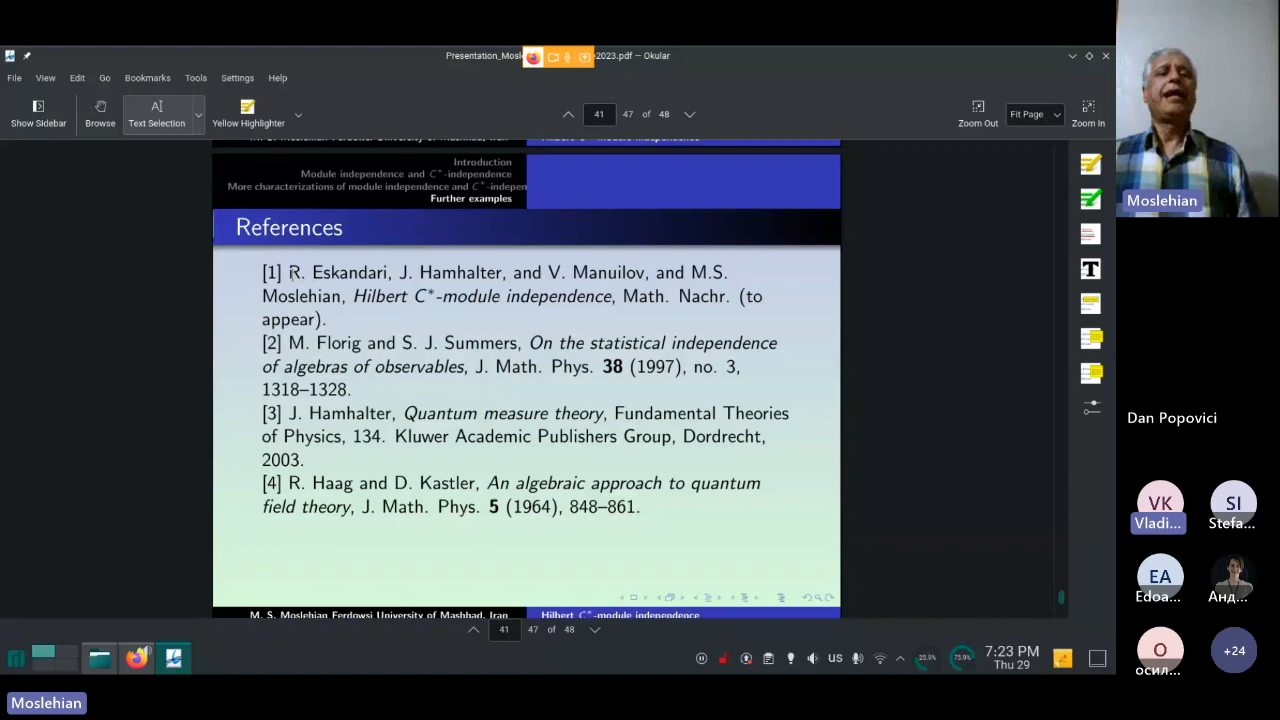 Presentation_Mosl
2023.pdf — Okular
File View Edit Go Bookmarks Tools Settings Help
Show Sidebar Browse Text Selection Yellow Highlighter 41 47 of 48 Zoom Out Fit Page Zoom In
Introduction
Module independence and C*-independence
More characterizations of module independence and C*-indepen
Further examples
References
[1] R. Eskandari, J. Hamhalter, and V. Manuilov, and M.S.
Moslehian, Hilbert C*-module independence, Math. Nachr. (to
appear).
[2] M. Florig and S. J. Summers, On the statistical independence
of algebras of observables, J. Math. Phys. 38 (1997), no. 3,
1318–1328.
[3] J. Hamhalter, Quantum measure theory, Fundamental Theories
of Physics, 134. Kluwer Academic Publishers Group, Dordrecht,
2003.
[4] R. Haag and D. Kastler, An algebraic approach to quantum
field theory, J. Math. Phys. 5 (1964), 848–861.
M. S. Moslehian Ferdowsi University of Mashhad, Iran Hilbert C*-module independence
41 47 of 48
25.9% 75.9%
US
7:23 PM
Thu 29
Moslehian
Moslehian
Dan Popovici
VK SI
Vladi... Stefa...
EA
Edoa... Анд...
О +24
осил...